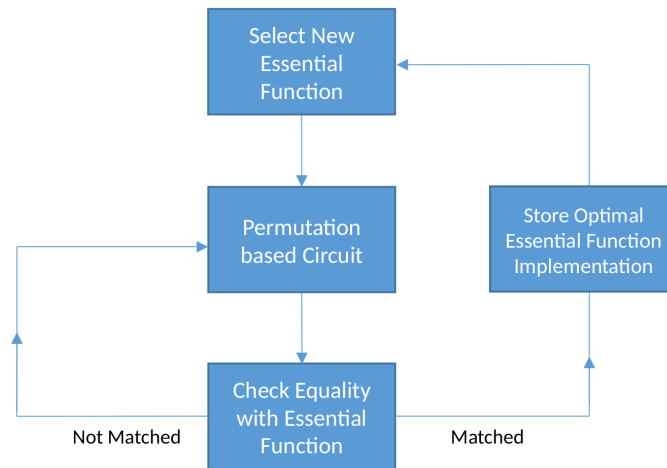 Select New
Essential
Function
Permutation
based Circuit
Store Optimal
Essential Function
Implementation
Check Equality
with Essential
Function
Not Matched
Matched